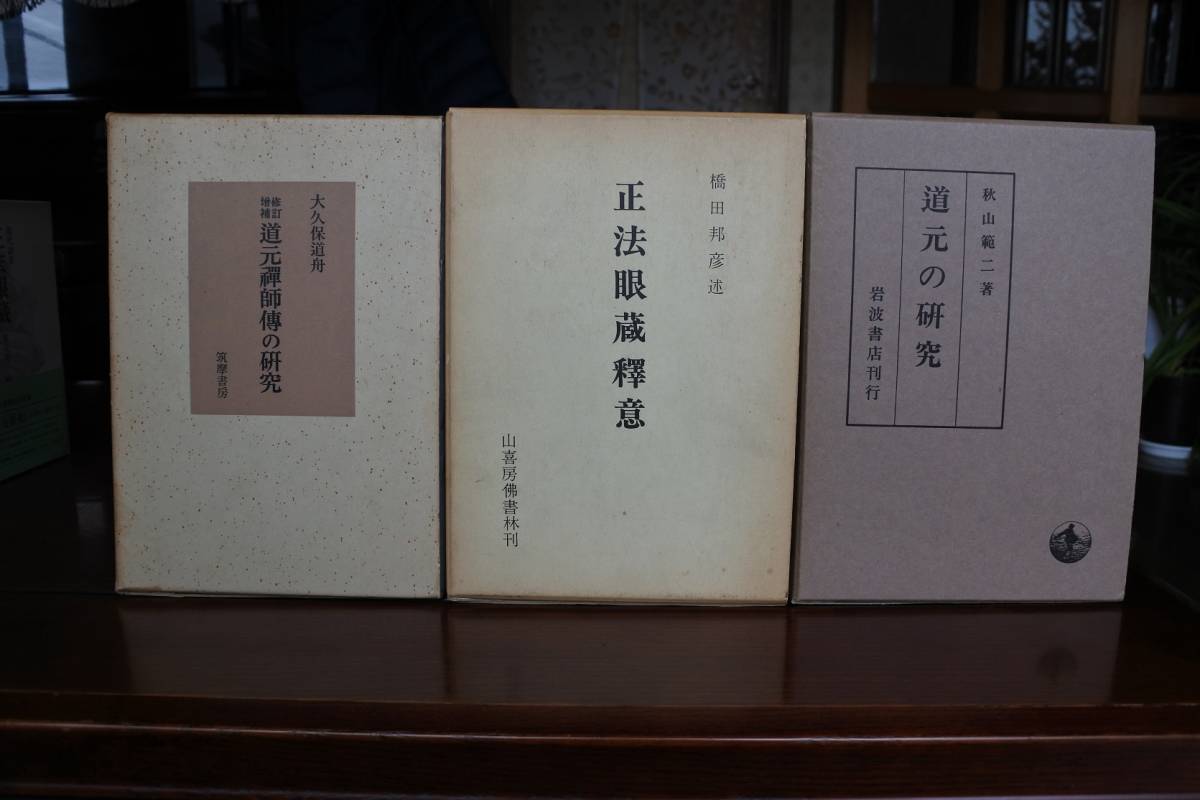 大久保道舟
修訂
増補
道元禪師傳の研究
筑摩書房
橋田邦彦述
正法眼蔵釋意
山喜房佛書林刊
秋山範二著
道元の研究
岩波書店刊行